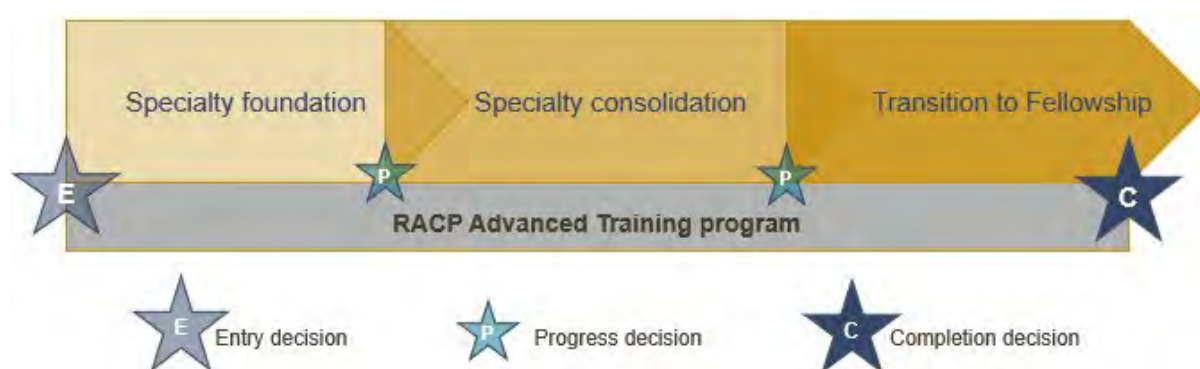 Specialty foundation
Specialty consolidation
Transition to Fellowship
E
P
P
C
RACP Advanced Training program
E Entry decision
P Progress decision
C Completion decision